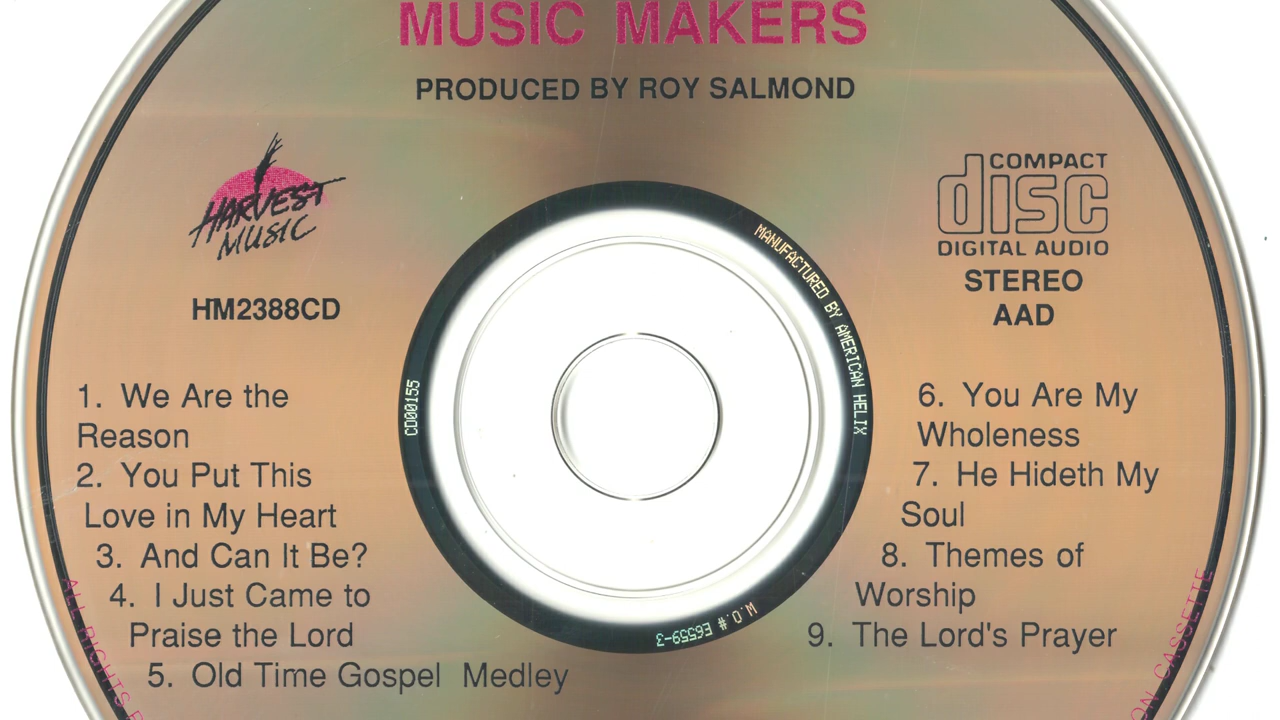 MUSIC MAKERS
PRODUCED BY ROY SALMOND
HARVEST
MUSIC
HM2388CD
COMPACT
disc
DIGITAL AUDIO
STEREO
AAD
MANUFACTURED BY AMERICAN HELIX
CD00155
W.O.# E6559-3
1. We Are the
Reason
2. You Put This
Love in My Heart
3. And Can It Be?
4. I Just Came to
Praise the Lord
5. Old Time Gospel Medley
6. You Are My
Wholeness
7. He Hideth My
Soul
8. Themes of
Worship
9. The Lord's Prayer
ALL RIGHTS
ON CASSETTE